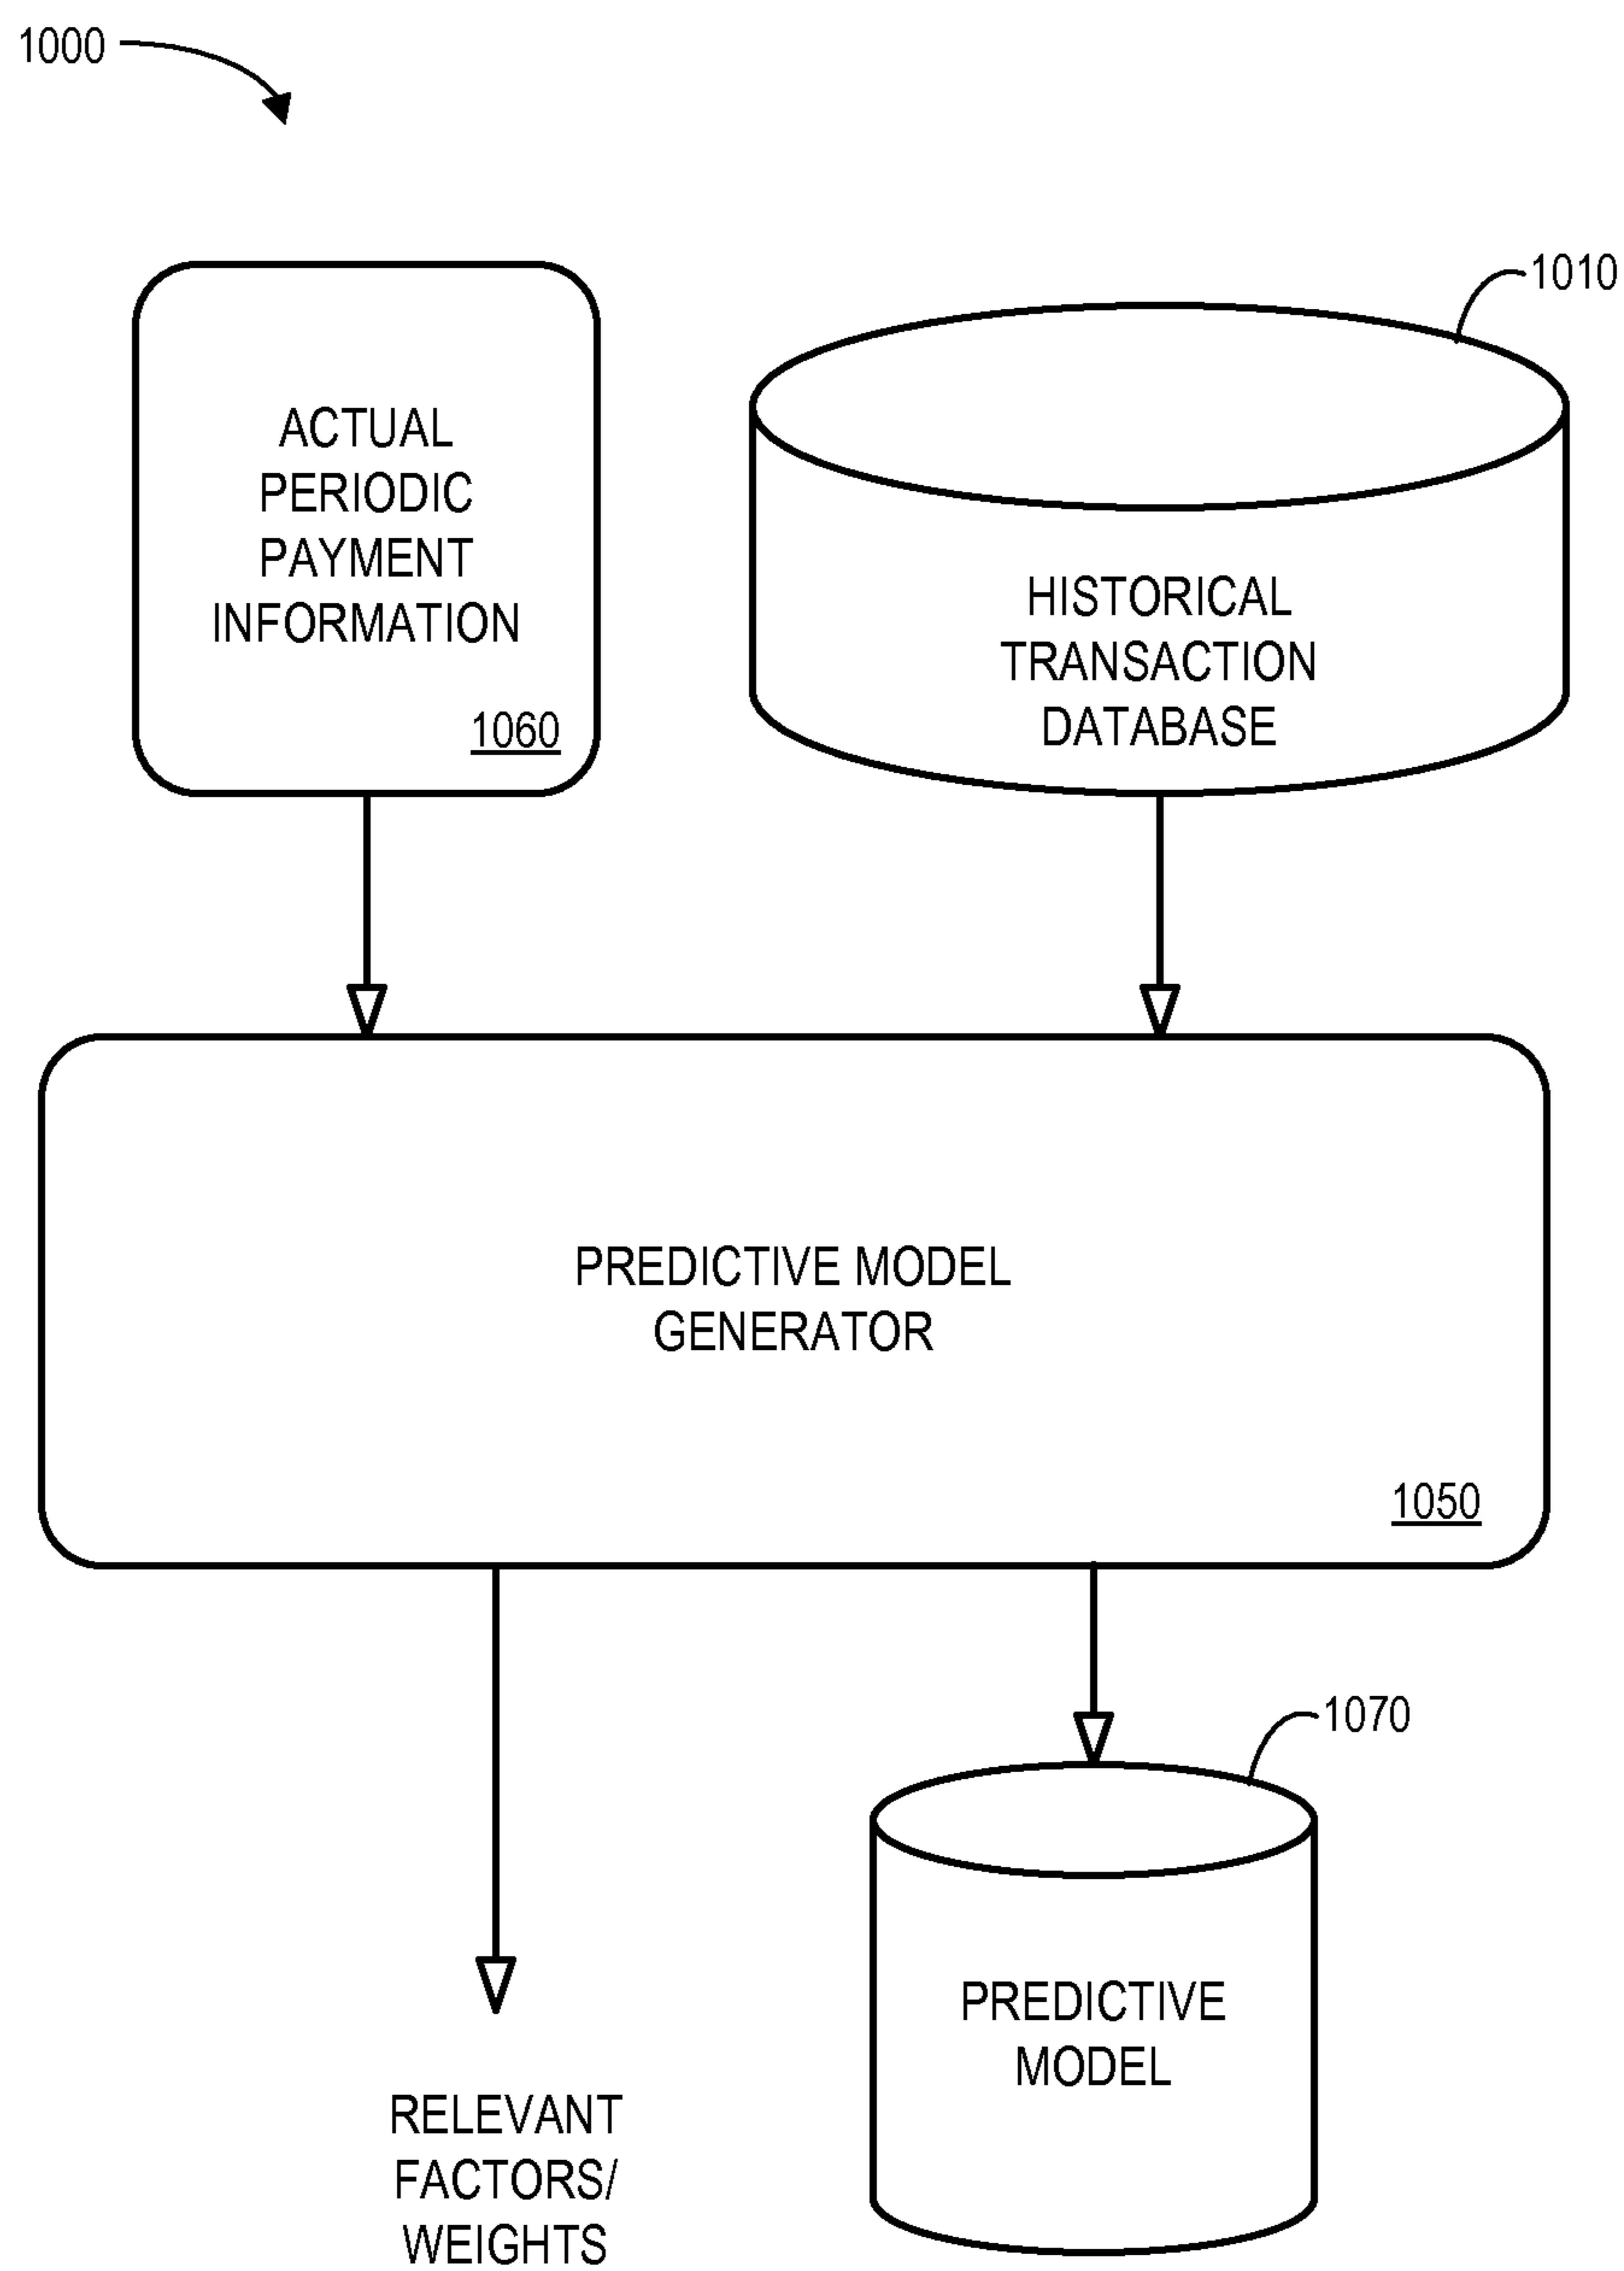 1000
1010
ACTUAL
PERIODIC
PAYMENT
INFORMATION
1060
HISTORICAL
TRANSACTION
DATABASE
PREDICTIVE MODEL
GENERATOR
1050
1070
PREDICTIVE
MODEL
RELEVANT
FACTORS/
WEIGHTS